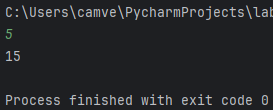 C:\Users\camve\PycharmProjects\lab
5
15
Process finished with exit code 0